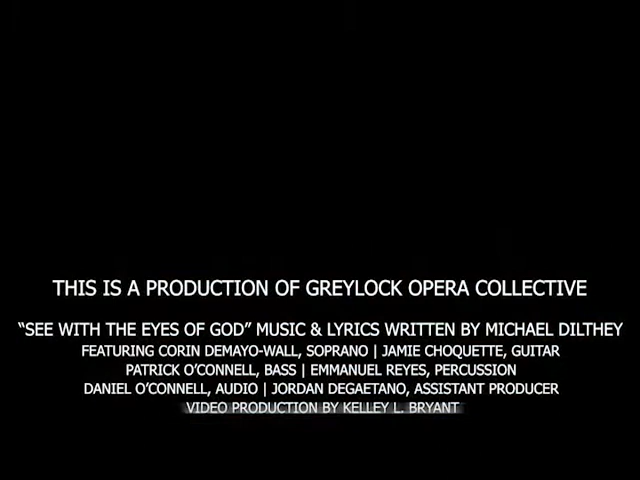 THIS IS A PRODUCTION OF GREYLOCK OPERA COLLECTIVE
“SEE WITH THE EYES OF GOD” MUSIC & LYRICS WRITTEN BY MICHAEL DILTHEY
FEATURING CORIN DEMAYO-WALL, SOPRANO | JAMIE CHOQUETTE, GUITAR
PATRICK O’CONNELL, BASS | EMMANUEL REYES, PERCUSSION
DANIEL O’CONNELL, AUDIO | JORDAN DEGAETANO, ASSISTANT PRODUCER
VIDEO PRODUCTION BY KELLEY L. BRYANT